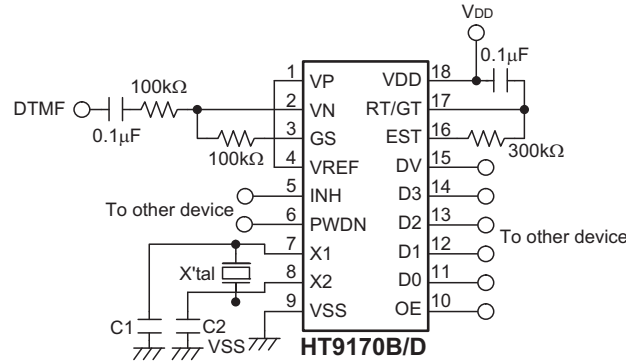 VDD
0.1µF
1 VP VDD 18
100kΩ
DTMF
0.1µF
2 VN RT/GT 17
3 GS EST 16
100kΩ
300kΩ
4 VREF DV 15
5 INH D3 14
To other device
6 PWDN D2 13
To other device
7 X1 D1 12
X'tal
8 X2 D0 11
9 VSS OE 10
C1
C2
VSS
HT9170B/D